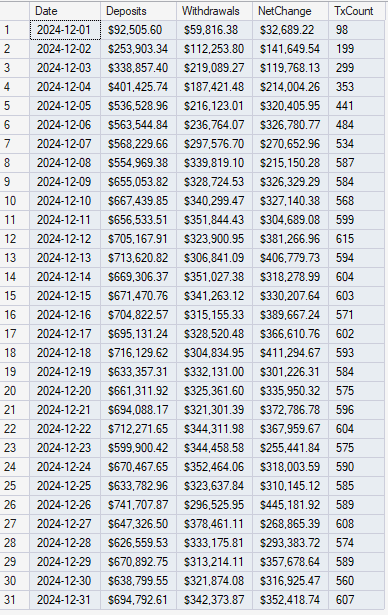 Date Deposits Withdrawals NetChange TxCount
1 2024-12-01 $92,505.60 $59,816.38 $32,689.22 98
2 2024-12-02 $253,903.34 $112,253.80 $141,649.54 199
3 2024-12-03 $338,857.40 $219,089.27 $119,768.13 299
4 2024-12-04 $401,425.74 $187,421.48 $214,004.26 353
5 2024-12-05 $536,528.96 $216,123.01 $320,405.95 441
6 2024-12-06 $563,544.84 $236,764.07 $326,780.77 484
7 2024-12-07 $568,229.66 $297,576.70 $270,652.96 534
8 2024-12-08 $554,969.38 $339,819.10 $215,150.28 587
9 2024-12-09 $655,053.82 $328,724.53 $326,329.29 584
10 2024-12-10 $667,439.85 $340,299.47 $327,140.38 568
11 2024-12-11 $656,533.51 $351,844.43 $304,689.08 599
12 2024-12-12 $705,167.91 $323,900.95 $381,266.96 615
13 2024-12-13 $713,620.82 $306,841.09 $406,779.73 594
14 2024-12-14 $669,306.37 $351,027.38 $318,278.99 604
15 2024-12-15 $671,470.76 $341,263.12 $330,207.64 603
16 2024-12-16 $704,822.57 $315,155.33 $389,667.24 571
17 2024-12-17 $695,131.24 $328,520.48 $366,610.76 602
18 2024-12-18 $716,129.62 $304,834.95 $411,294.67 593
19 2024-12-19 $633,357.31 $332,131.00 $301,226.31 584
20 2024-12-20 $661,311.92 $325,361.60 $335,950.32 575
21 2024-12-21 $694,088.17 $321,301.39 $372,786.78 596
22 2024-12-22 $712,271.65 $344,311.98 $367,959.67 604
23 2024-12-23 $599,900.42 $344,458.58 $255,441.84 575
24 2024-12-24 $670,467.65 $352,464.06 $318,003.59 590
25 2024-12-25 $633,782.96 $323,637.84 $310,145.12 585
26 2024-12-26 $741,707.87 $296,525.95 $445,181.92 589
27 2024-12-27 $647,326.50 $378,461.11 $268,865.39 608
28 2024-12-28 $626,559.53 $333,175.81 $293,383.72 574
29 2024-12-29 $670,892.75 $313,214.11 $357,678.64 589
30 2024-12-30 $638,799.55 $321,874.08 $316,925.47 560
31 2024-12-31 $694,792.61 $342,373.87 $352,418.74 607